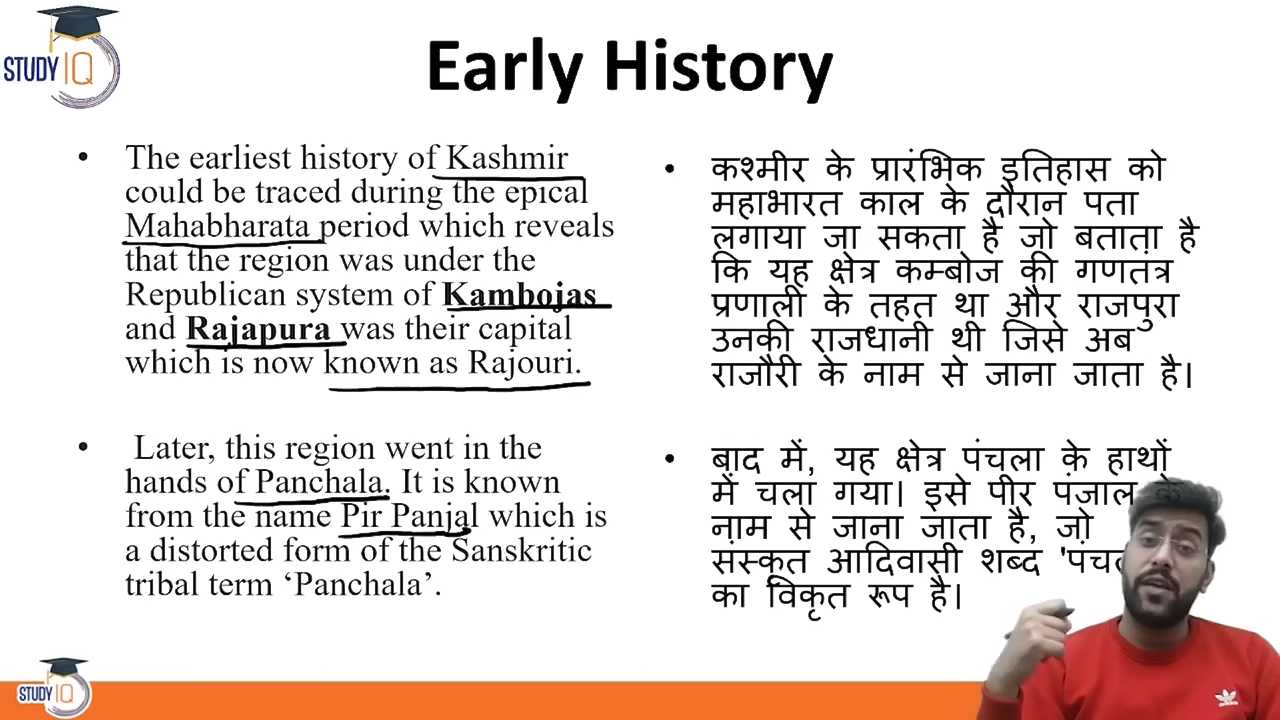 STUDY IQ
Early History
• The earliest history of Kashmir
could be traced during the epical
Mahabharata period which reveals
that the region was under the
Republican system of Kambojas
and Rajapura was their capital
which is now known as Rajouri.
• Later, this region went in the
hands of Panchala. It is known
from the name Pir Panjal which is
a distorted form of the Sanskritic
tribal term ‘Panchala’.
• कश्मीर के प्रारंभिक इतिहास को
महाभारत काल के दौरान पता
लगाया जा सकता है जो बताता है
कि यह क्षेत्र कम्बोज की गणतंत्र
प्रणाली के तहत था और राजपुरा
उनकी राजधानी थी जिसे अब
राजौरी के नाम से जाना जाता है।
• बाद में, यह क्षेत्र पंचला के हाथों
में चला गया। इसे पीर पंजाल
नाम से जाना जाता है, जो
संस्कृत आदिवासी शब्द
का विकृत रूप है।
STUDY IQ